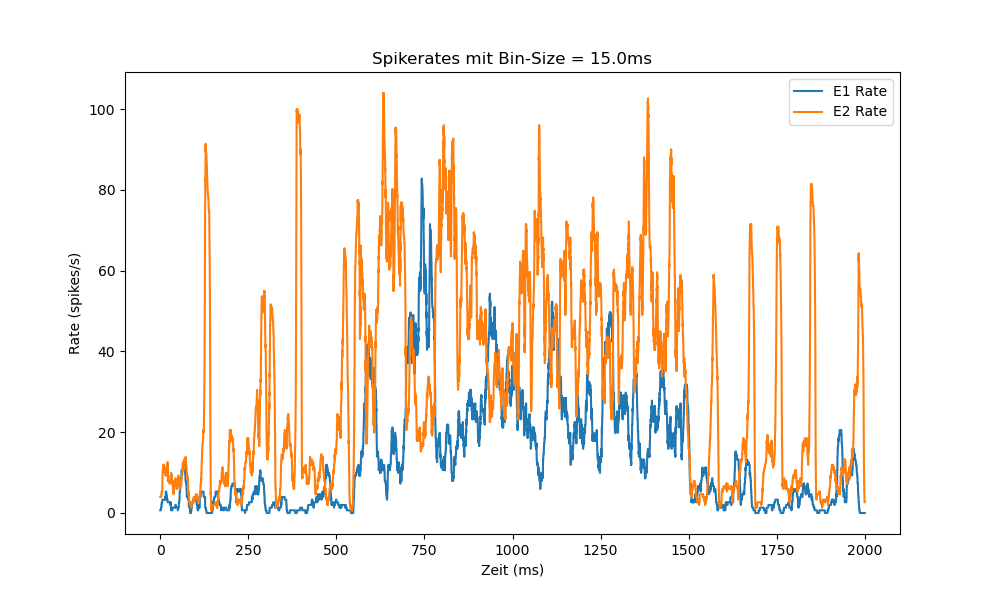 Spikerates mit Bin-Size = 15.0ms
E1 Rate
E2 Rate
100
80
60
40
20
0
Rate (spikes/s)
0 250 500 750 1000 1250 1500 1750 2000
Zeit (ms)